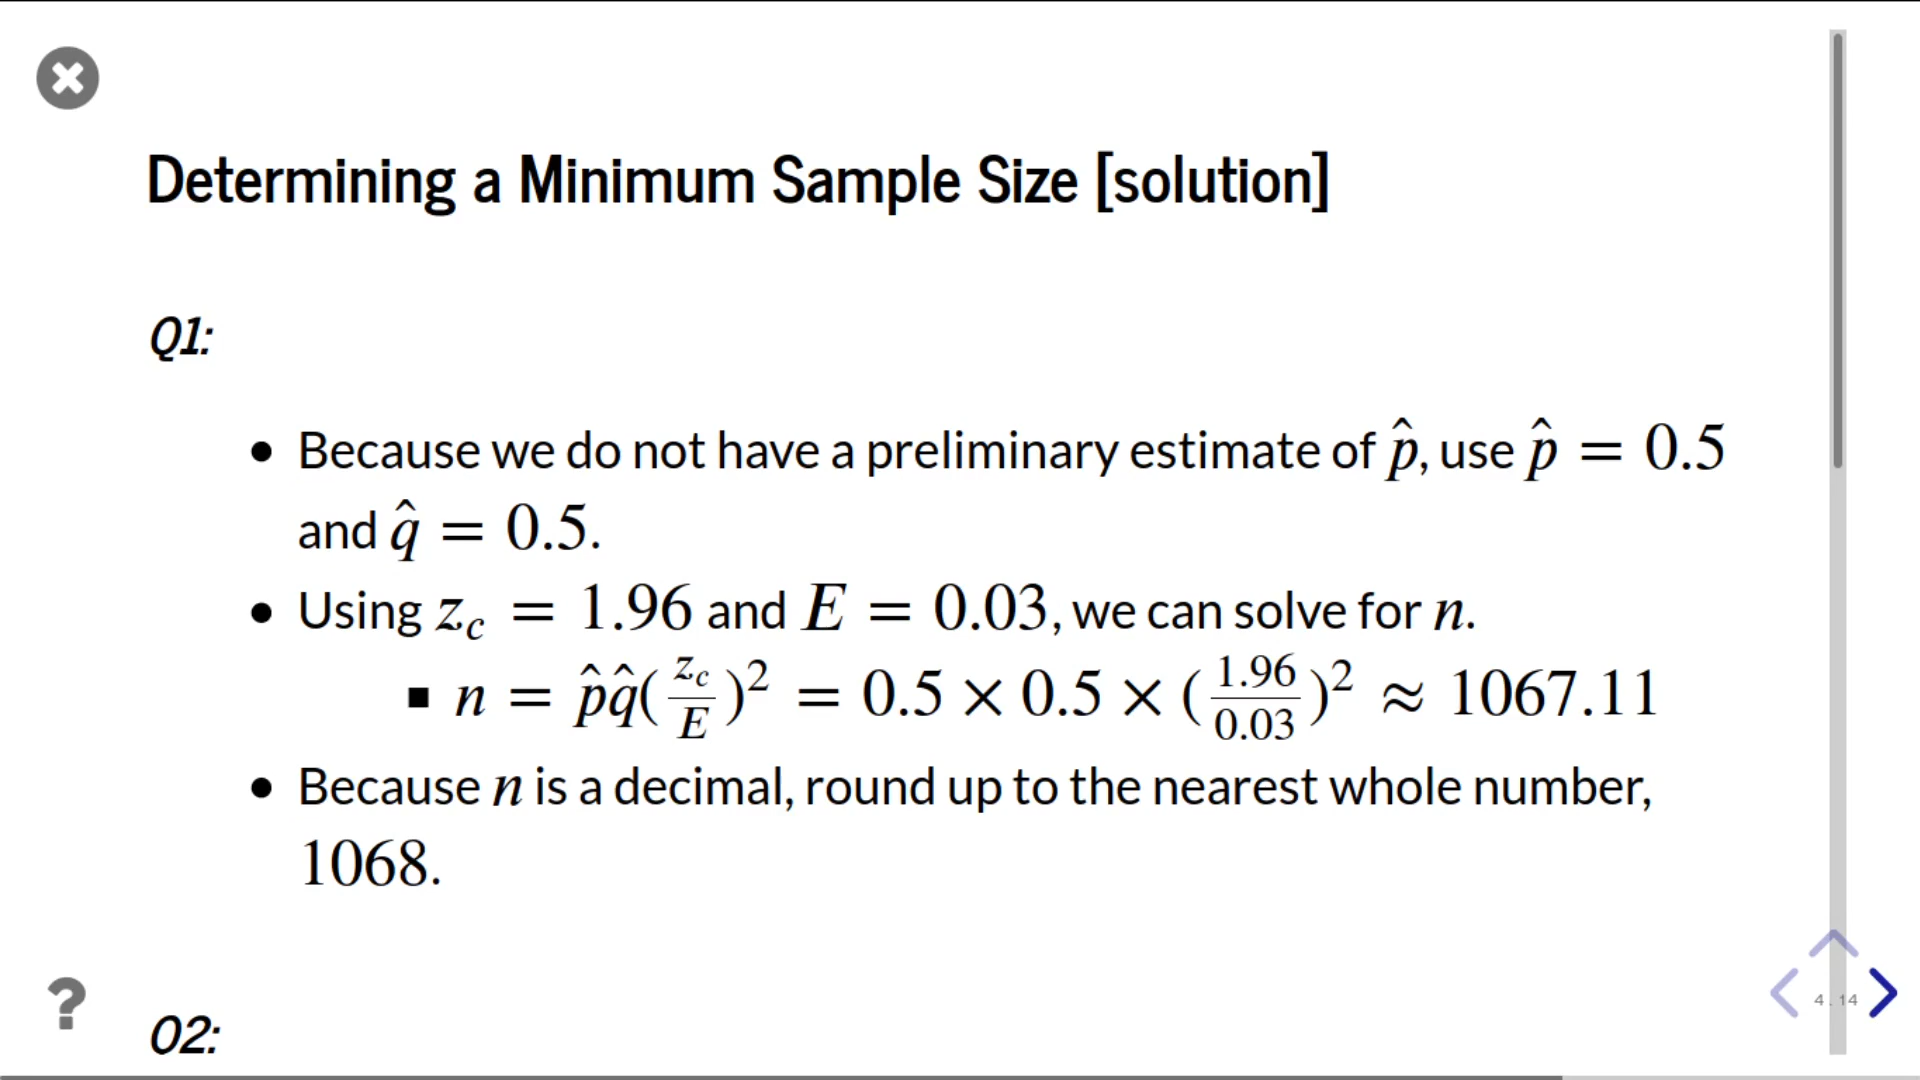 Determining a Minimum Sample Size [solution]
Q1:
• Because we do not have a preliminary estimate of p̂, use p̂ = 0.5
and q̂ = 0.5.
• Using z_c = 1.96 and E = 0.03, we can solve for n.
▪ n = p̂q̂(z_c/E)² = 0.5 × 0.5 × (1.96/0.03)² ≈ 1067.11
• Because n is a decimal, round up to the nearest whole number,
1068.
?
4.14
Q2: